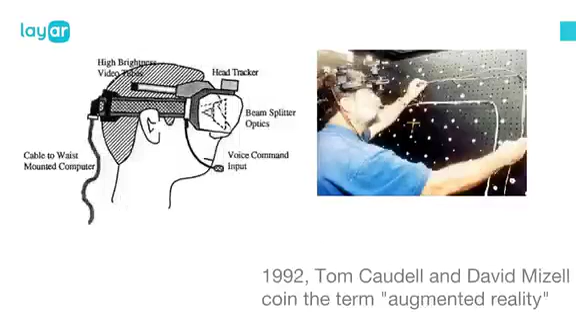 layar
High Brightness
Video Tubes
Head Tracker
Beam Splitter
Optics
Cable to Waist
Mounted Computer
Voice Command
Input
1992, Tom Caudell and David Mizell
coin the term "augmented reality"